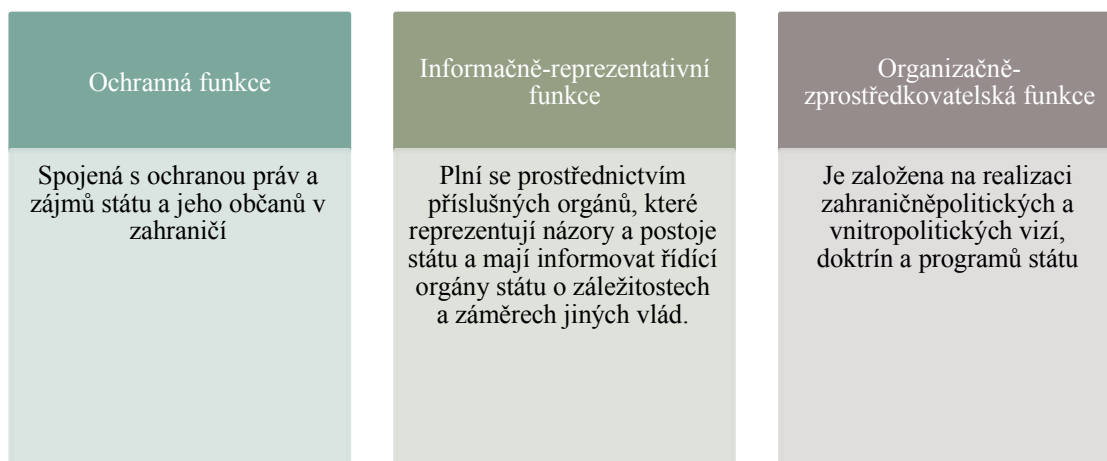 Ochranná funkce
Spojená s ochranou práv a
zájmů státu a jeho občanů v
zahraničí
Informačně-reprezentativní
funkce
Plní se prostřednictvím
příslušných orgánů, které
reprezentují názory a postoje
státu a mají informovat řídící
orgány státu o záležitostech
a záměrech jiných vlád.
Organizačně-
zprostředkovatelská funkce
Je založena na realizaci
zahraničněpolitických a
vnitropolitických vizí,
doktrín a programů státu